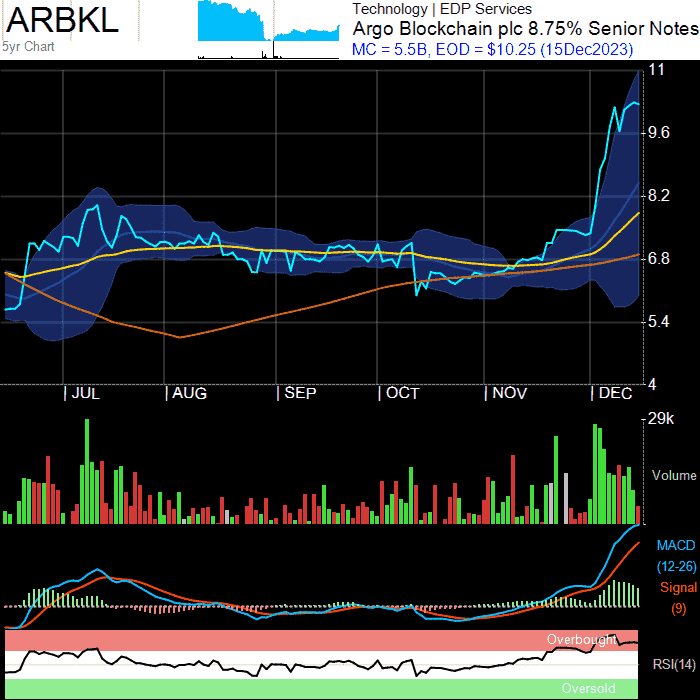 ARBKL
5yr Chart
Technology | EDP Services
Argo Blockchain plc 8.75% Senior Notes
MC = 5.5B, EOD = $10.25 (15Dec2023)
11
9.6
8.2
6.8
5.4
4
JUL AUG SEP OCT NOV DEC
29k
Volume
MACD
(12-26)
Signal
(9)
Overbought
RSI(14)
Oversold